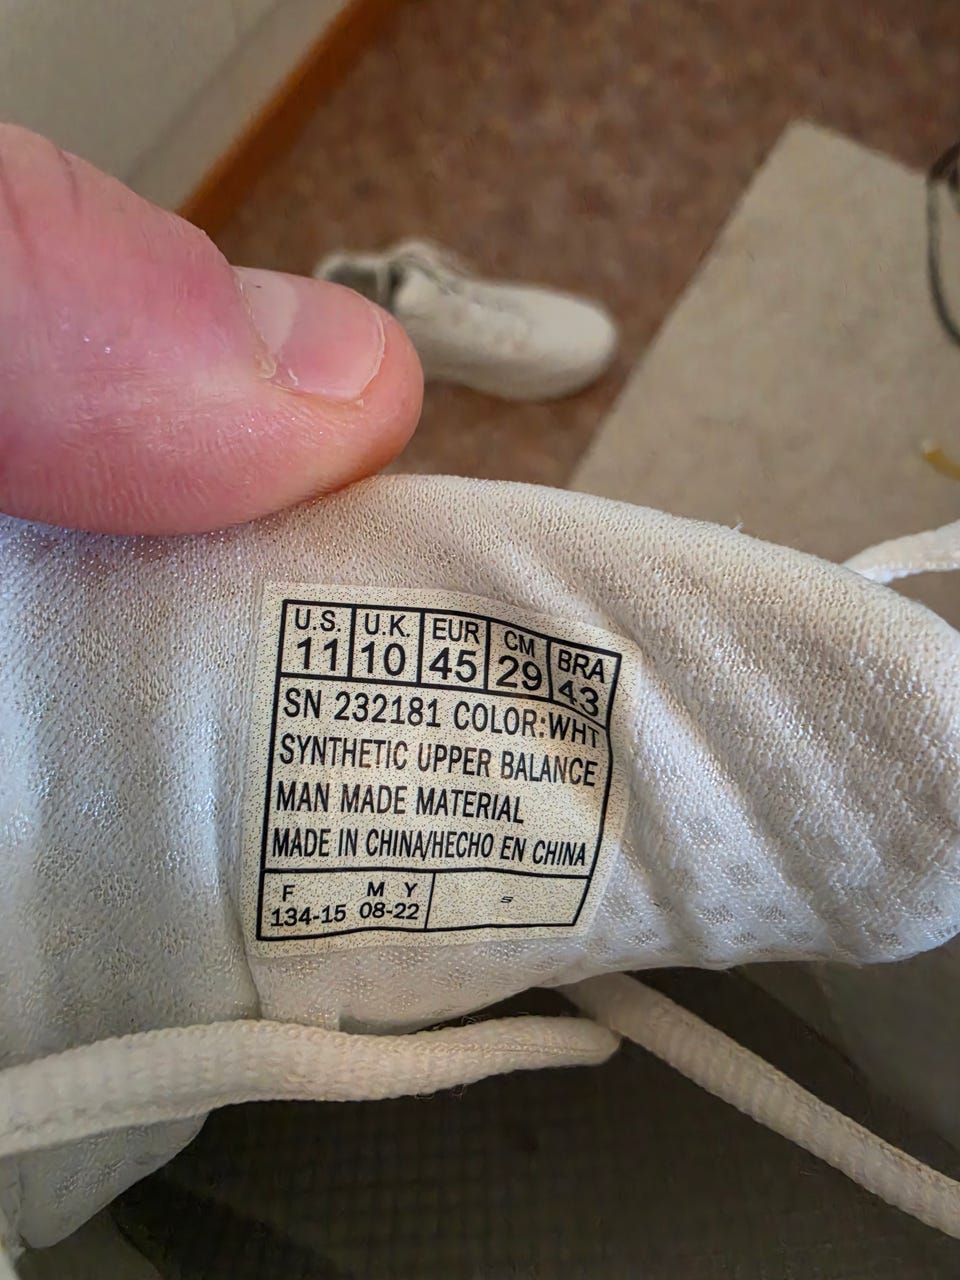 U.S. U.K. EUR CM BRA
11 10 45 29 43
SN 232181 COLOR:WHT
SYNTHETIC UPPER BALANCE
MAN MADE MATERIAL
MADE IN CHINA/HECHO EN CHINA
F M Y
134-15 08-22